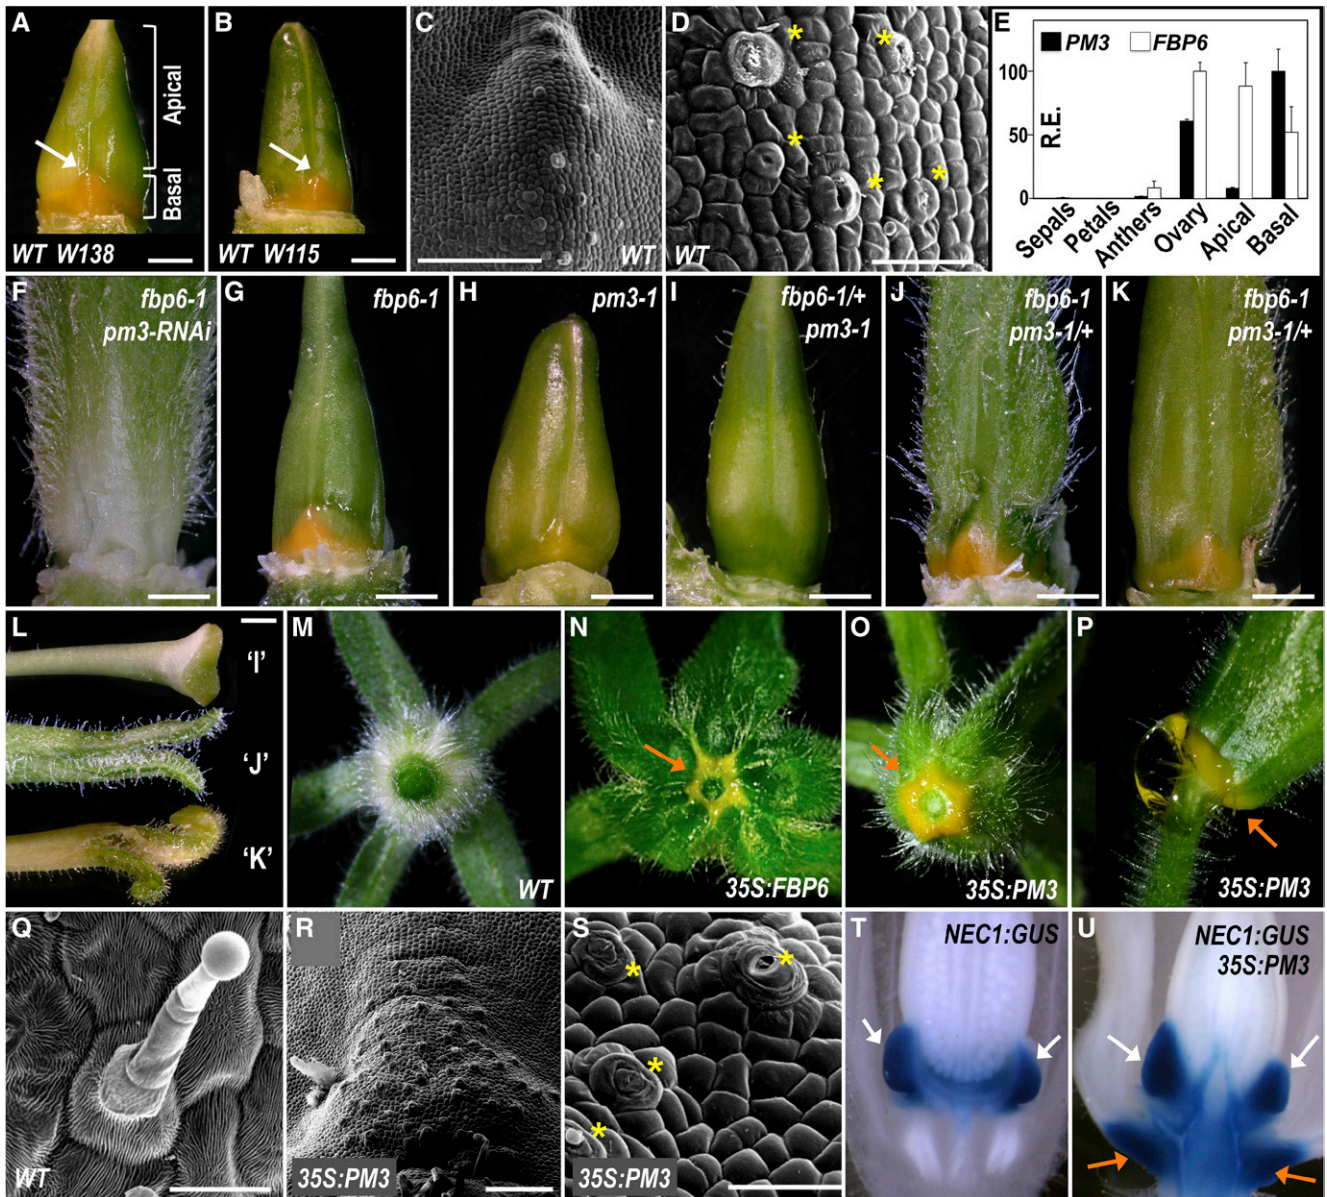 A
Apical
Basal
WT W138
B
WT W115
C
WT
D
WT
E
PM3 FBP6
R.E.
100
50
0
Sepals
Petals
Anthers
Ovary
Apical
Basal
F
fbp6-1
pm3-RNAi
G
fbp6-1
H
pm3-1
I
fbp6-1/+
pm3-1
J
fbp6-1
pm3-1/+
K
fbp6-1
pm3-1/+
L
'I'
'J'
'K'
M
WT
N
35S:FBP6
O
35S:PM3
P
35S:PM3
Q
WT
R
35S:PM3
S
35S:PM3
T
NEC1:GUS
U
NEC1:GUS
35S:PM3